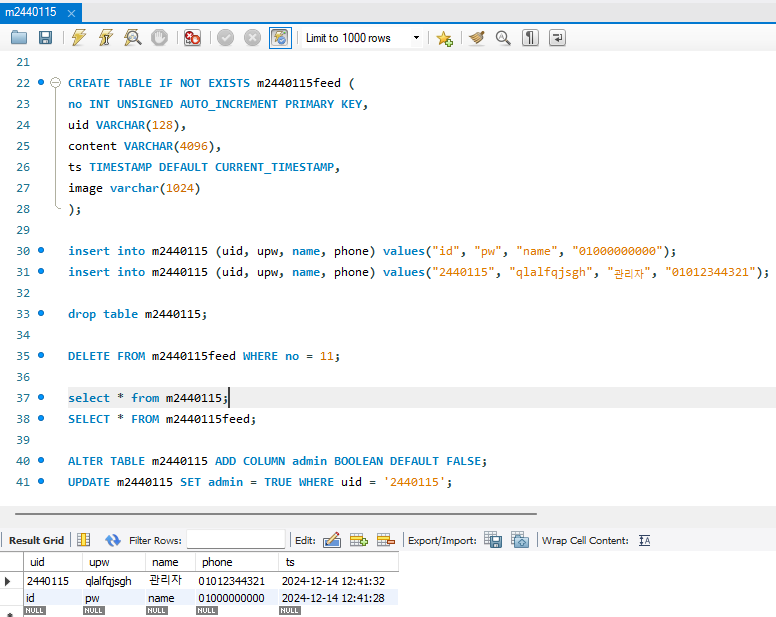 m2440115
Limit to 1000 rows
21
22 CREATE TABLE IF NOT EXISTS m2440115feed (
23 no INT UNSIGNED AUTO_INCREMENT PRIMARY KEY,
24 uid VARCHAR(128),
25 content VARCHAR(4096),
26 ts TIMESTAMP DEFAULT CURRENT_TIMESTAMP,
27 image varchar(1024)
28 );
29
30 insert into m2440115 (uid, upw, name, phone) values("id", "pw", "name", "01000000000");
31 insert into m2440115 (uid, upw, name, phone) values("2440115", "qlalfqjsgh", "관리자", "01012344321");
32
33 drop table m2440115;
34
35 DELETE FROM m2440115feed WHERE no = 11;
36
37 select * from m2440115;
38 SELECT * FROM m2440115feed;
39
40 ALTER TABLE m2440115 ADD COLUMN admin BOOLEAN DEFAULT FALSE;
41 UPDATE m2440115 SET admin = TRUE WHERE uid = '2440115';
Result Grid Filter Rows: Edit: Export/Import: Wrap Cell Content:
uid upw name phone ts
2440115 qlalfqjsgh 관리자 01012344321 2024-12-14 12:41:32
id pw name 01000000000 2024-12-14 12:41:28
NULL NULL NULL NULL NULL